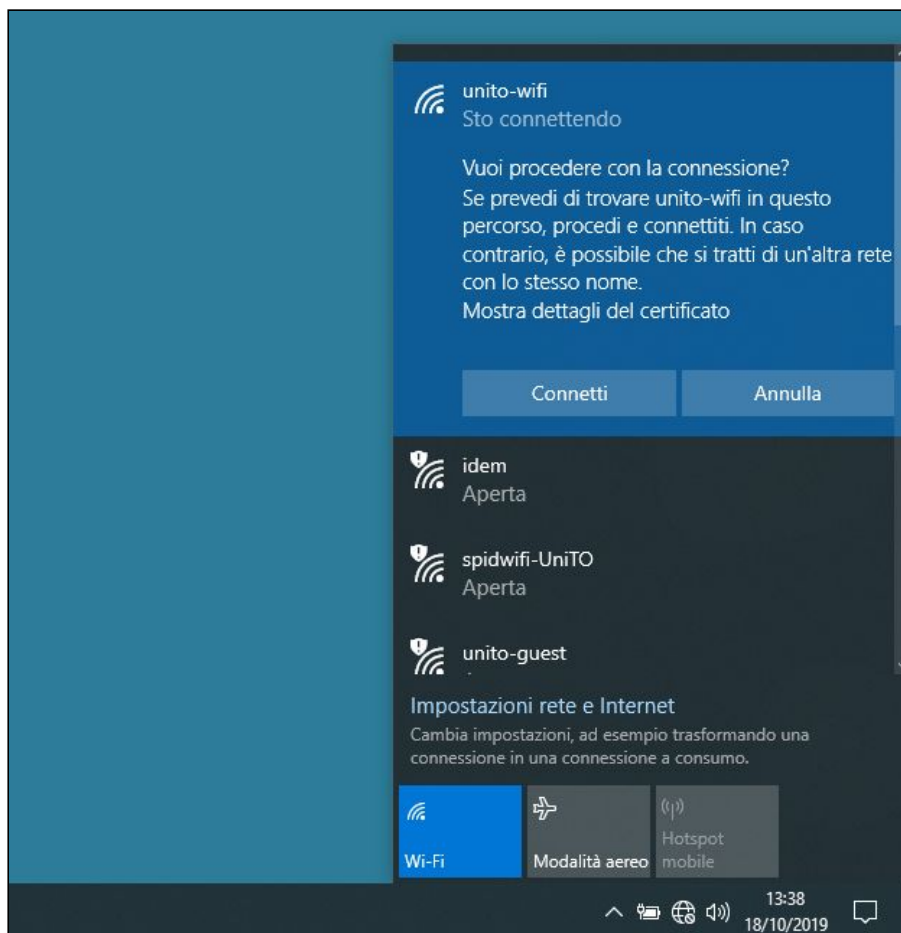 unito-wifi
Sto connettendo
Vuoi procedere con la connessione?
Se prevedi di trovare unito-wifi in questo
percorso, procedi e connettiti. In caso
contrario, è possibile che si tratti di un'altra rete
con lo stesso nome.
Mostra dettagli del certificato
Connetti
Annulla
idem
Aperta
spidwifi-UniTO
Aperta
unito-guest
Impostazioni rete e Internet
Cambia impostazioni, ad esempio trasformando una
connessione in una connessione a consumo.
Wi-Fi
Modalità aereo
Hotspot
mobile
13:38
18/10/2019